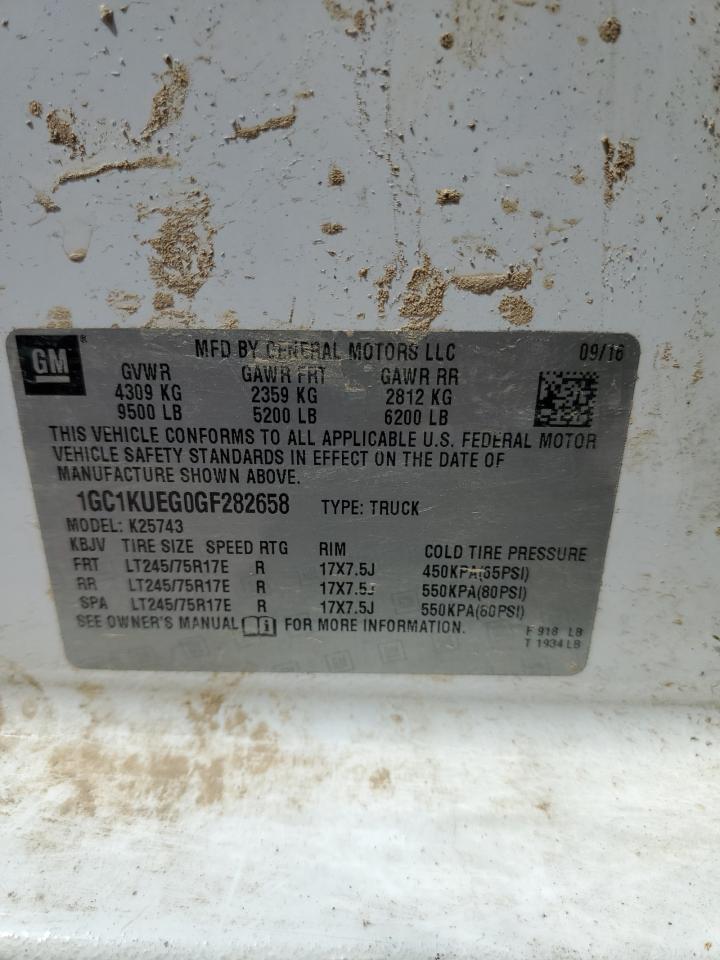 GM ®
MFD BY GENERAL MOTORS LLC 09/16
GVWR GAWR FRT GAWR RR
4309 KG 2359 KG 2812 KG
9500 LB 5200 LB 6200 LB
THIS VEHICLE CONFORMS TO ALL APPLICABLE U.S. FEDERAL MOTOR
VEHICLE SAFETY STANDARDS IN EFFECT ON THE DATE OF
MANUFACTURE SHOWN ABOVE.
1GC1KUEG0GF282658 TYPE: TRUCK
MODEL: K25743
KBJV TIRE SIZE SPEED RTG RIM COLD TIRE PRESSURE
FRT LT245/75R17E R 17X7.5J 450KPA(65PSI)
RR LT245/75R17E R 17X7.5J 550KPA(80PSI)
SPA LT245/75R17E R 17X7.5J 550KPA(80PSI)
SEE OWNER'S MANUAL FOR MORE INFORMATION.
F 918 LB
T 1934 LB